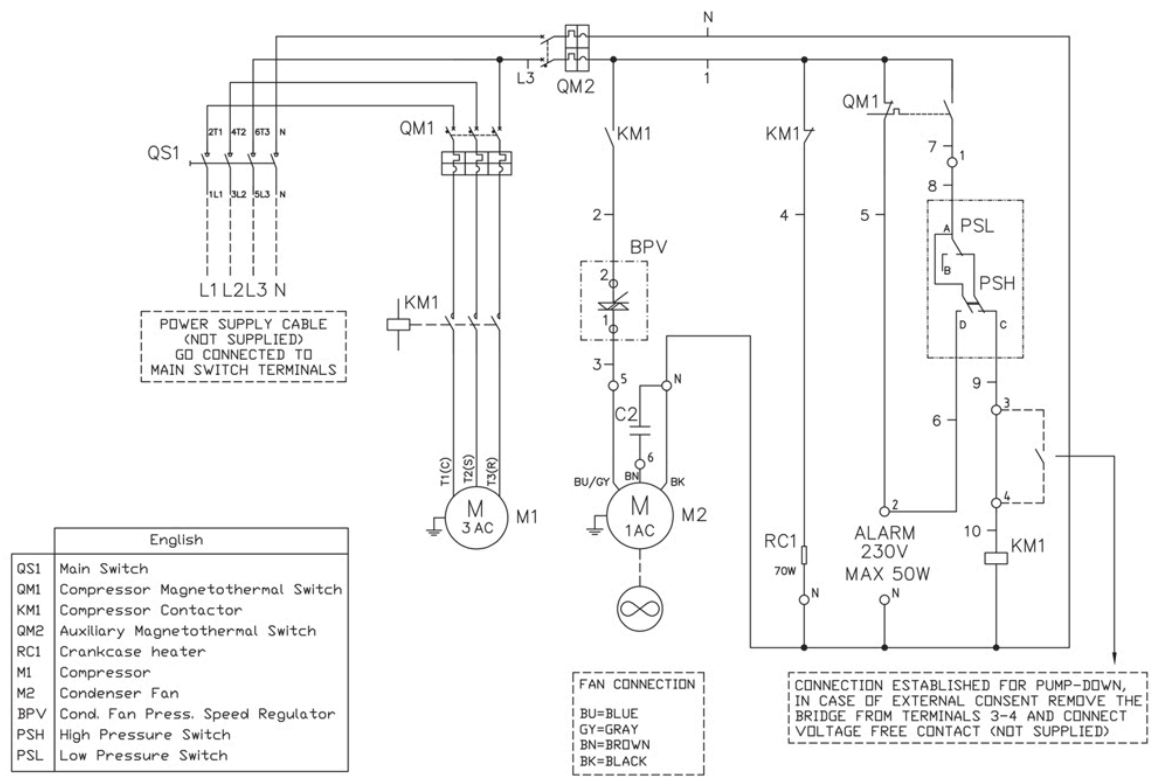 N
L3
QM2
1
QM1
QM1
KM1
KM1
2T1 4T2 6T3 N
QS1
7
1
1L1 3L2 5L3 N
8
2
4
5
PSL
A
BPV
B
2
PSH
L1 L2 L3 N
KM1
1
D
C
POWER SUPPLY CABLE
(NOT SUPPLIED)
GO CONNECTED TO
MAIN SWITCH TERMINALS
3
5
N
9
3
C2
6
6
T1(C)
T2(S)
T3(R)
BU/GY
BN
BK
4
2
M
3 AC
M1
M
1AC
M2
10
RC1
70W
ALARM
230V
MAX 50W
KM1
N
N
English
QS1 Main Switch
QM1 Compressor Magnetothermal Switch
KM1 Compressor Contactor
QM2 Auxiliary Magnetothermal Switch
RC1 Crankcase heater
M1 Compressor
M2 Condenser Fan
BPV Cond. Fan Press. Speed Regulator
PSH High Pressure Switch
PSL Low Pressure Switch
FAN CONNECTION
BU=BLUE
GY=GRAY
BN=BROWN
BK=BLACK
CONNECTION ESTABLISHED FOR PUMP-DOWN,
IN CASE OF EXTERNAL CONSENT REMOVE THE
BRIDGE FROM TERMINALS 3-4 AND CONNECT
VOLTAGE FREE CONTACT (NOT SUPPLIED)